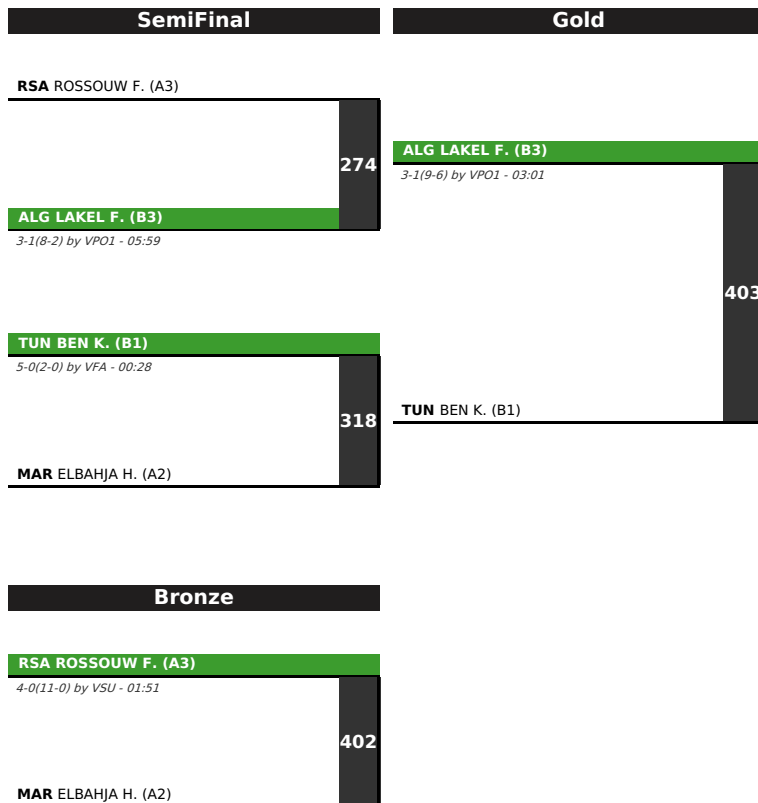 SemiFinal
RSA ROSSOUW F. (A3)
274
ALG LAKEL F. (B3)
3-1(8-2) by VPO1 - 05:59
TUN BEN K. (B1)
5-0(2-0) by VFA - 00:28
318
MAR ELBAHJA H. (A2)
Gold
ALG LAKEL F. (B3)
3-1(9-6) by VPO1 - 03:01
403
TUN BEN K. (B1)
Bronze
RSA ROSSOUW F. (A3)
4-0(11-0) by VSU - 01:51
402
MAR ELBAHJA H. (A2)